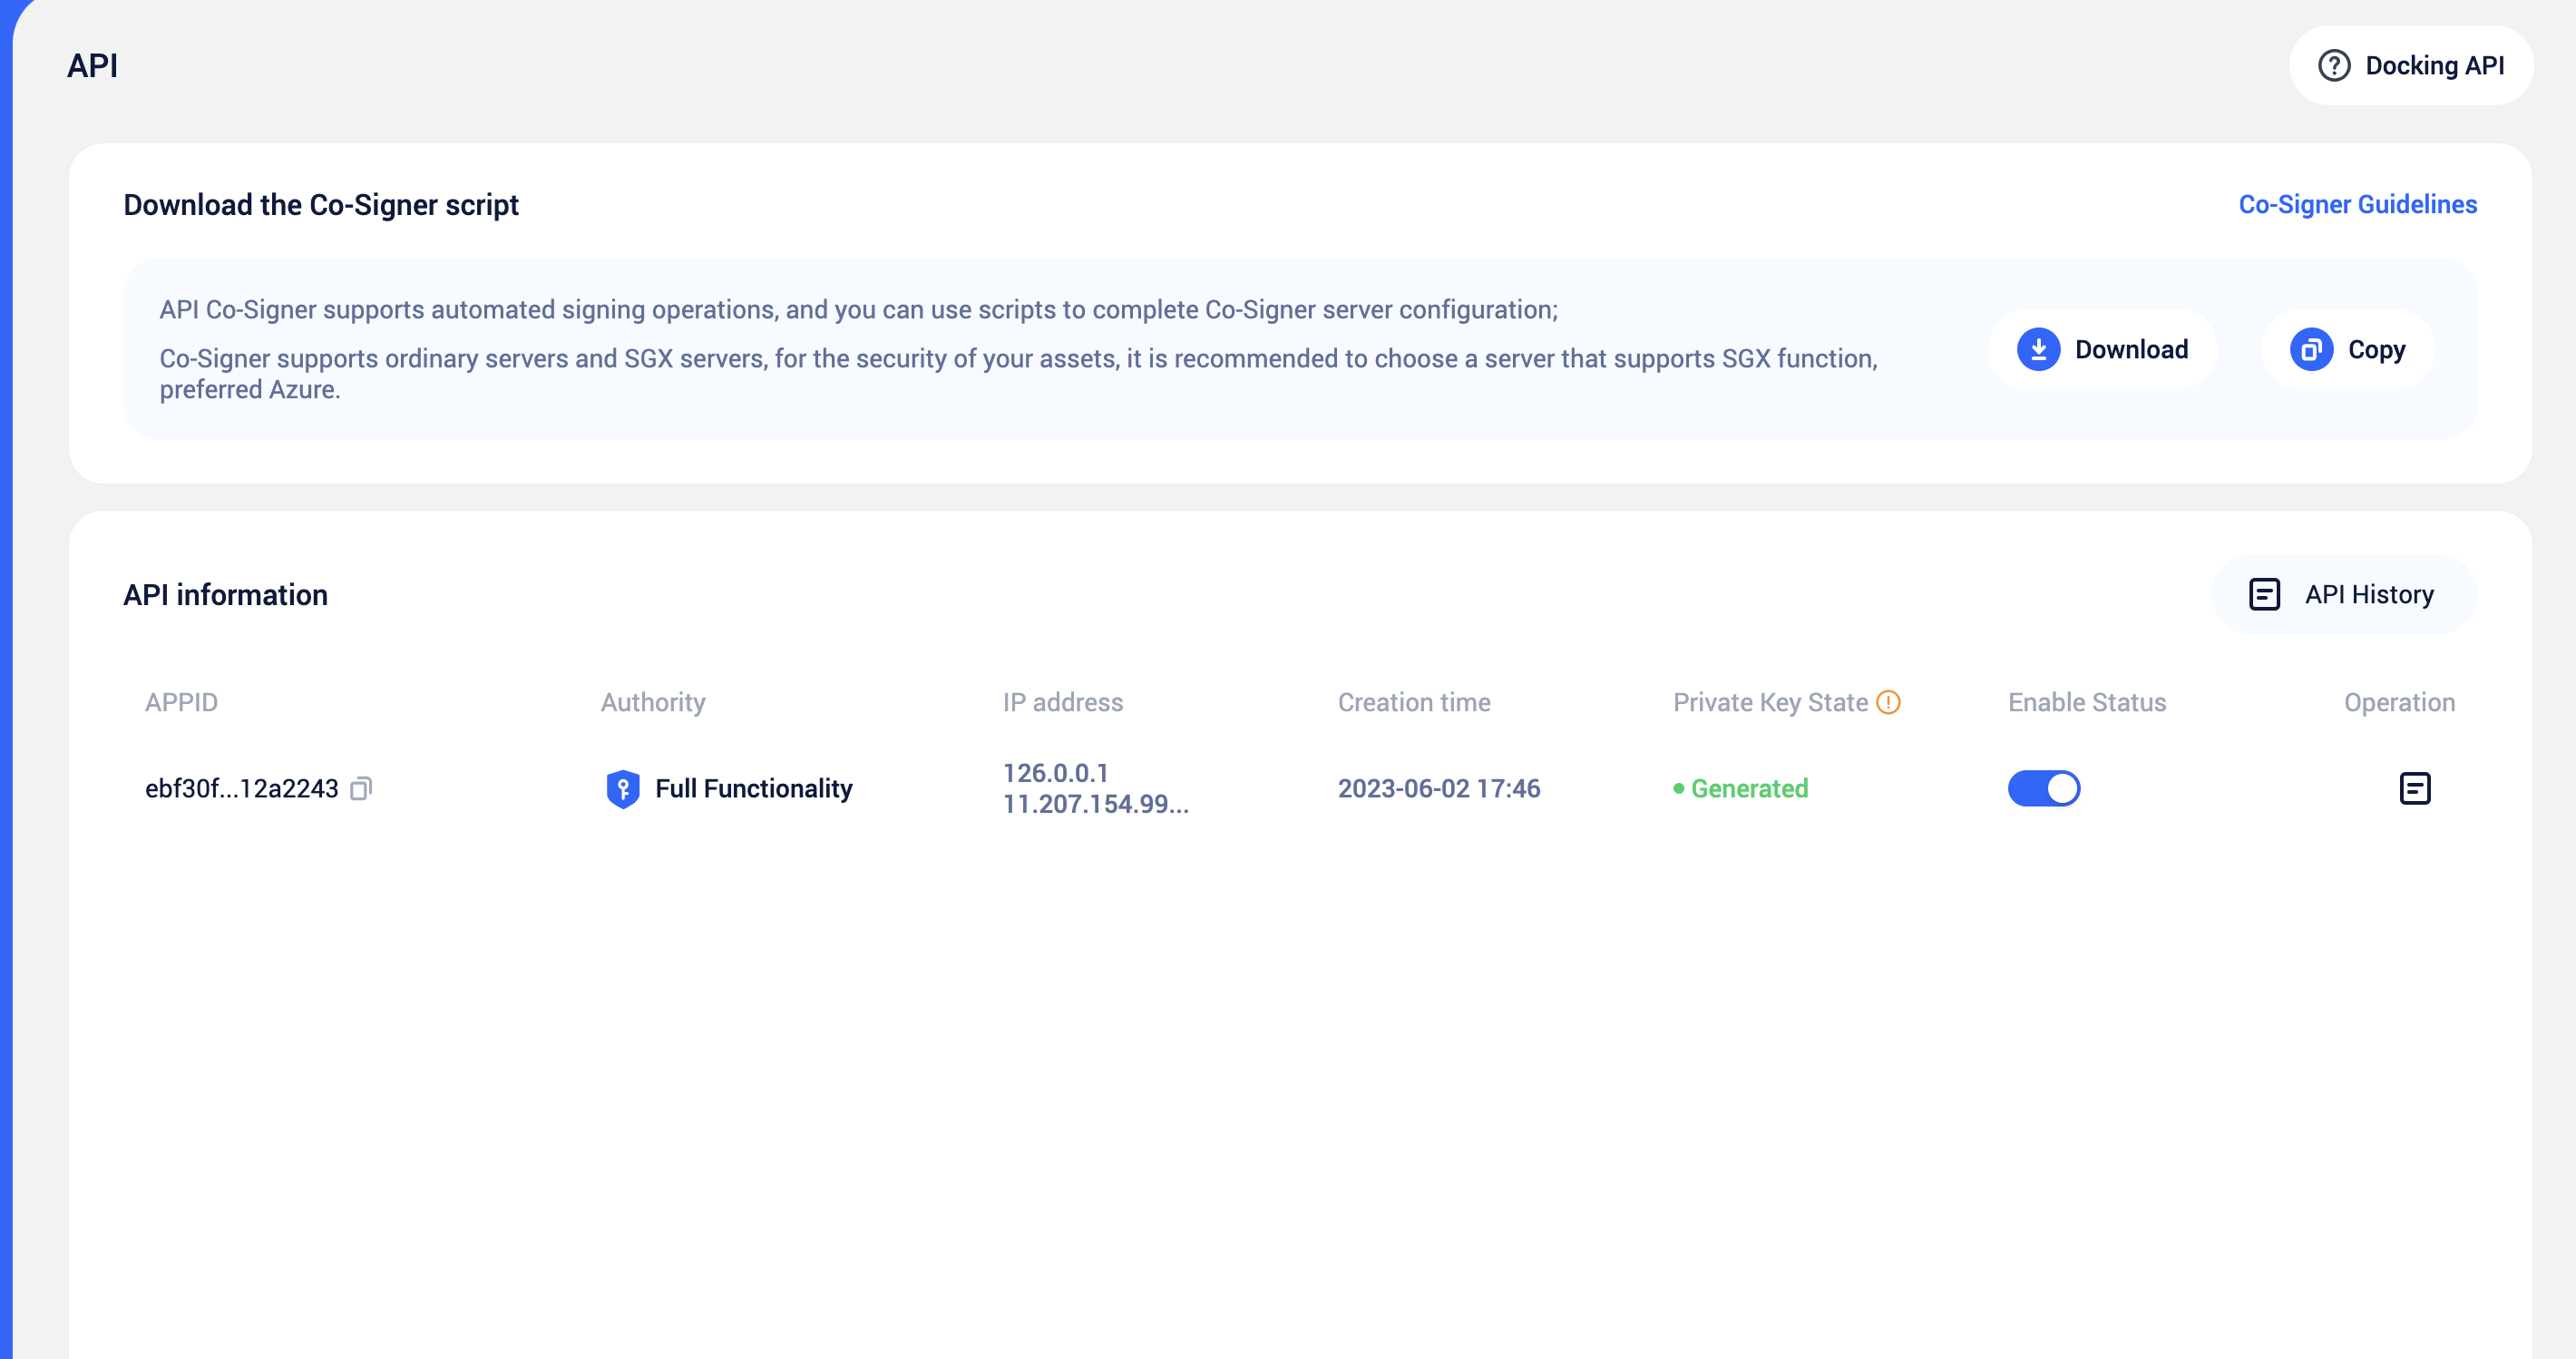 API
Docking API
Download the Co-Signer script
Co-Signer Guidelines
API Co-Signer supports automated signing operations, and you can use scripts to complete Co-Signer server configuration;
Co-Signer supports ordinary servers and SGX servers, for the security of your assets, it is recommended to choose a server that supports SGX function,
preferred Azure.
Download
Copy
API information
API History
APPID
Authority
IP address
Creation time
Private Key State
Enable Status
Operation
ebf30f...12a2243
Full Functionality
126.0.0.1
11.207.154.99...
2023-06-02 17:46
Generated